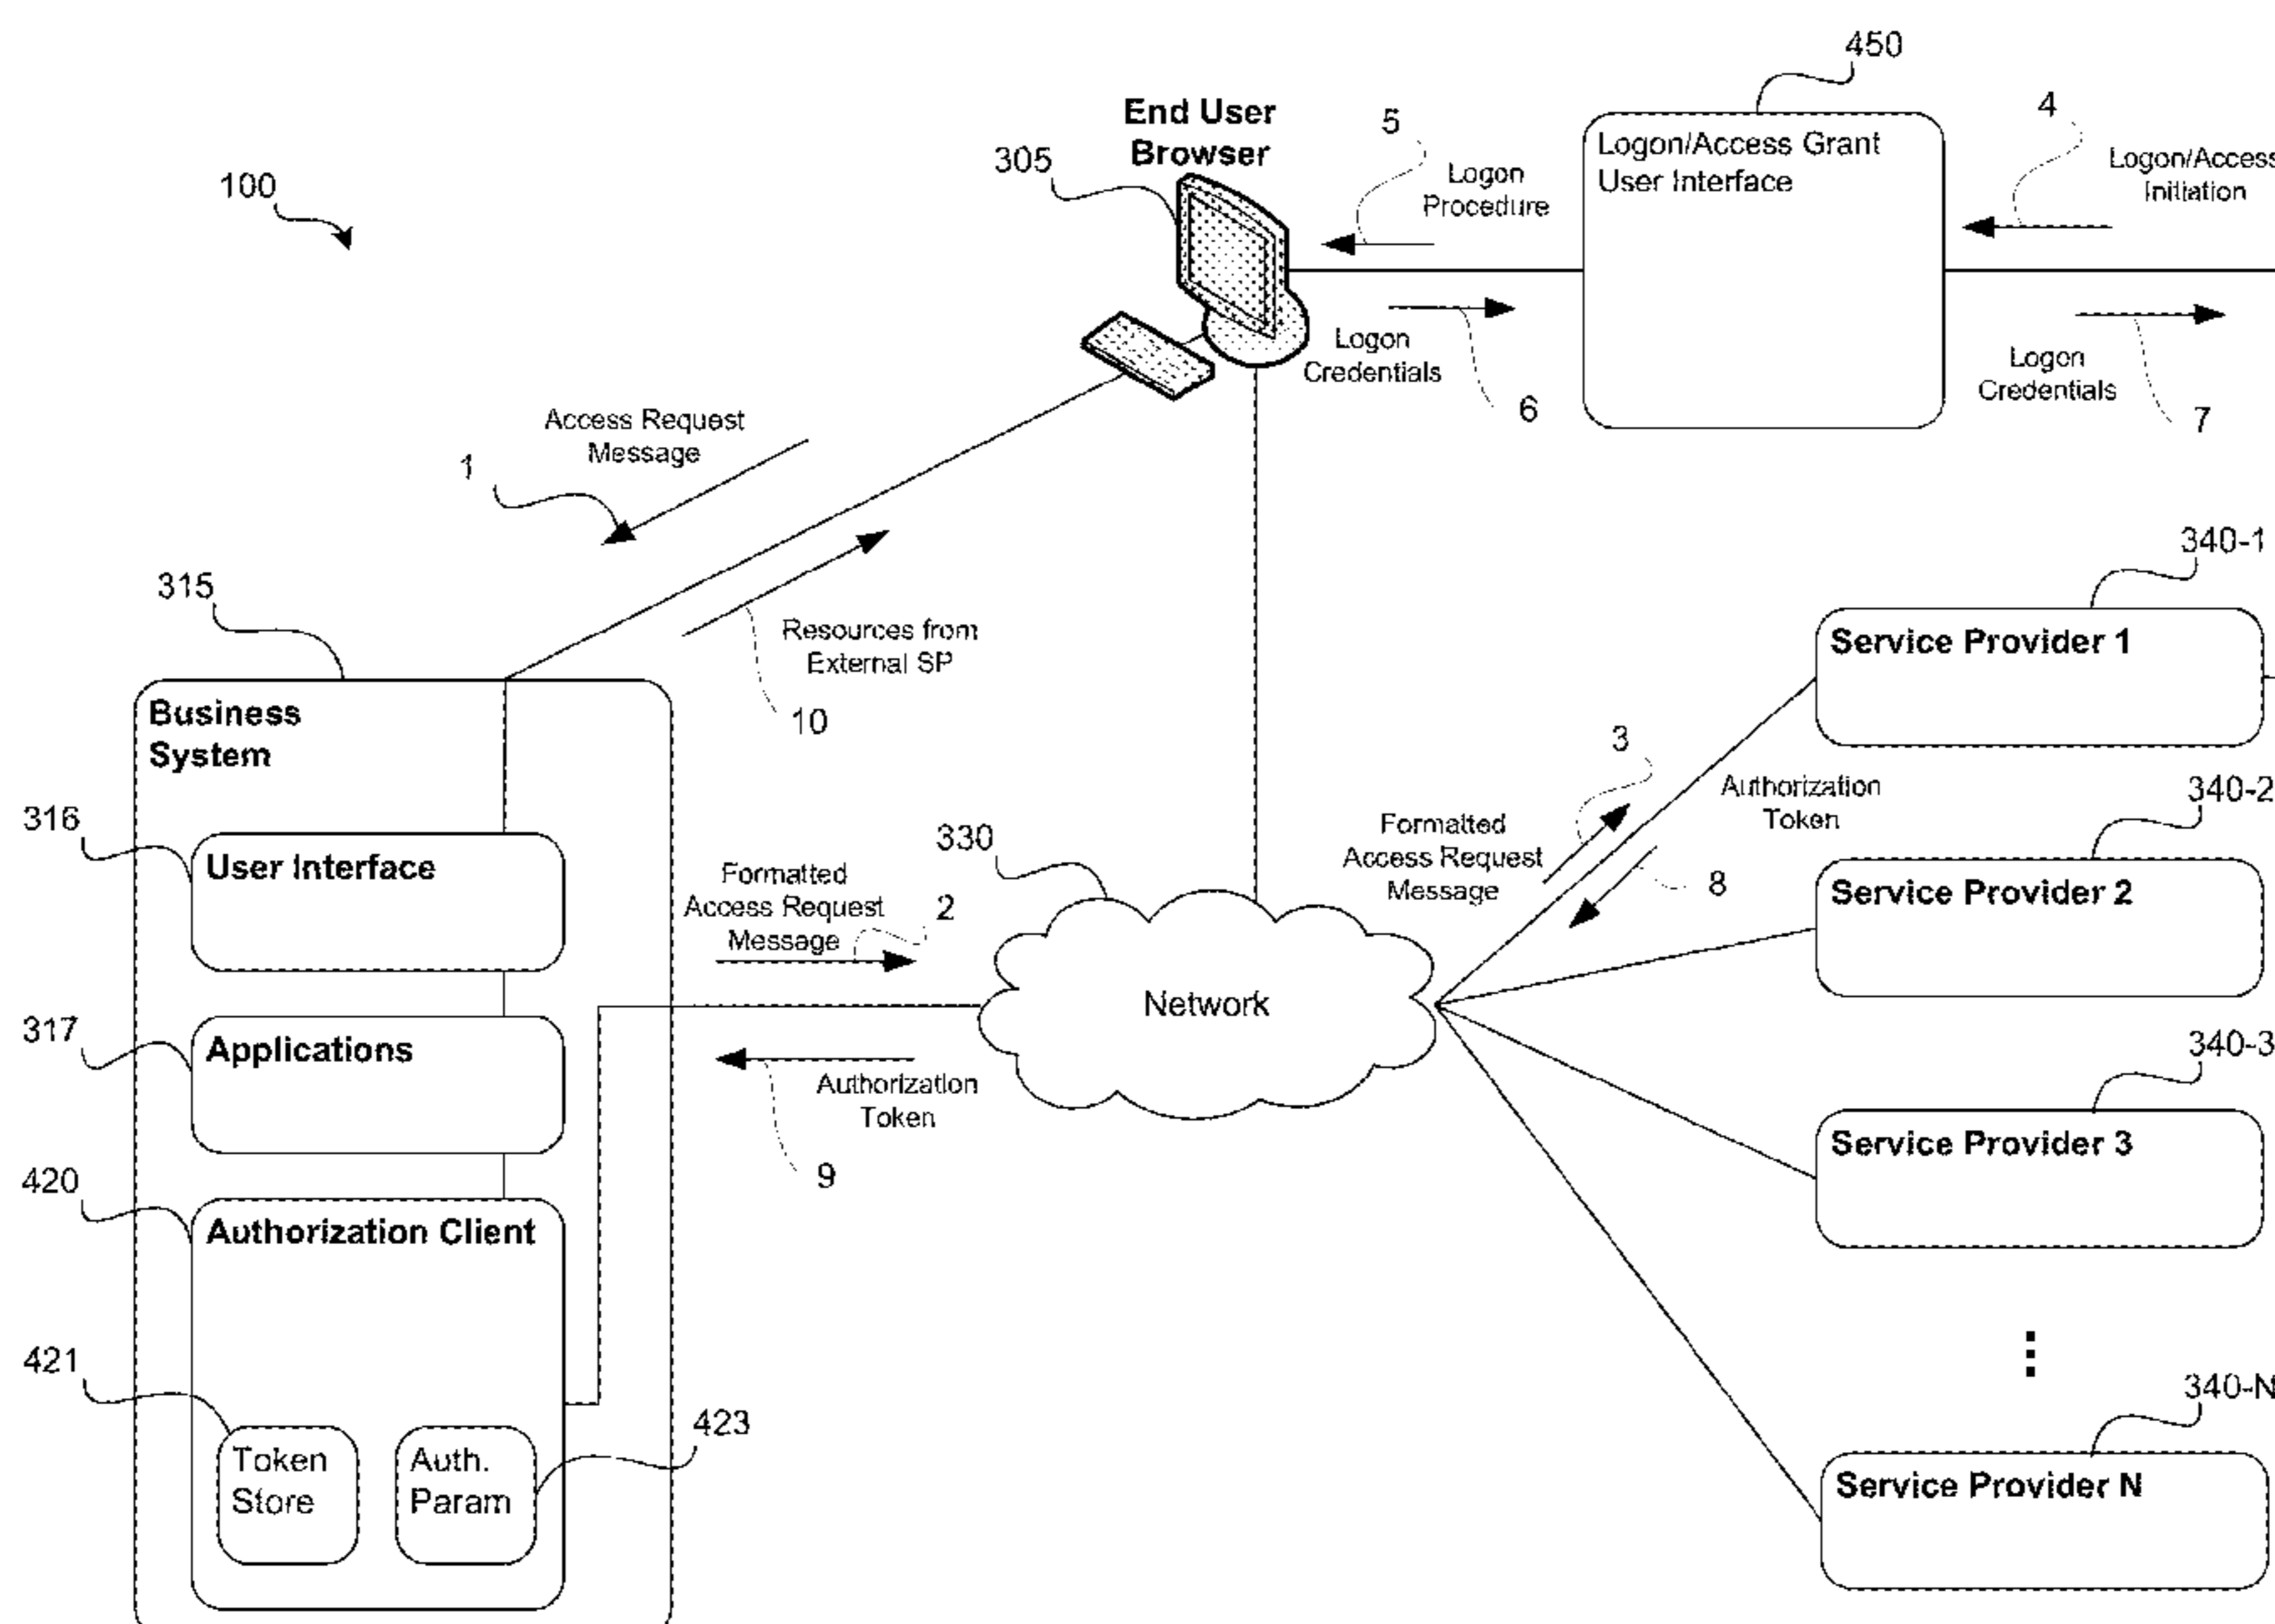 450
End User
Browser
305
5
Logon
Procedure
Logon/Access Grant
User Interface
4
Logon/Access
Initiation
100
Logon
Credentials
6
Logon
Credentials
7
Access Request
Message
1
Resources from
External SP
10
315
Business
System
316
User Interface
317
Applications
420
Authorization Client
421
Token
Store
Auth.
Param
423
Formatted
Access Request
Message
2
330
Network
Authorization
Token
9
Formatted
Access Request
Message
3
Authorization
Token
8
340-1
Service Provider 1
340-2
Service Provider 2
340-3
Service Provider 3
340-N
Service Provider N